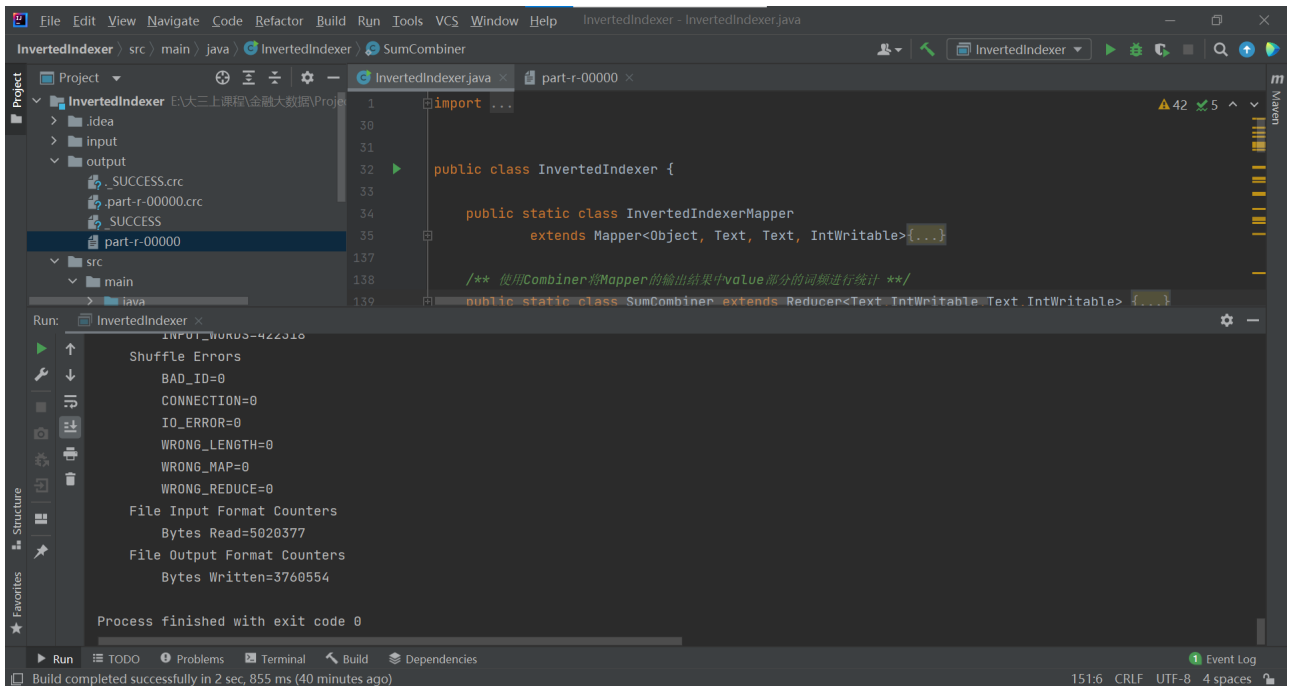 File Edit View Navigate Code Refactor Build Run Tools VCS Window Help InvertedIndexer - InvertedIndexer.java
InvertedIndexer src main java InvertedIndexer SumCombiner
InvertedIndexer
Project
Project
InvertedIndexer E:\大三上课程\金融大数据\Proje
.idea
input
output
._SUCCESS.crc
.part-r-00000.crc
_SUCCESS
part-r-00000
src
main
java
InvertedIndexer.java part-r-00000
1 import ...
30
31
32 public class InvertedIndexer {
33
34 public static class InvertedIndexerMapper
35 extends Mapper<Object, Text, Text, IntWritable>{...}
137
138 /** 使用Combiner将Mapper的输出结果中value部分的词频进行统计 **/
139 public static class SumCombiner extends Reducer<Text,IntWritable,Text,IntWritable> {...}
42 5
Maven
Run: InvertedIndexer
INPUT_WORDS=422318
Shuffle Errors
BAD_ID=0
CONNECTION=0
IO_ERROR=0
WRONG_LENGTH=0
WRONG_MAP=0
WRONG_REDUCE=0
File Input Format Counters
Bytes Read=5020377
File Output Format Counters
Bytes Written=3760554
Process finished with exit code 0
Structure
Favorites
Run TODO Problems Terminal Build Dependencies 1 Event Log
Build completed successfully in 2 sec, 855 ms (40 minutes ago) 151:6 CRLF UTF-8 4 spaces